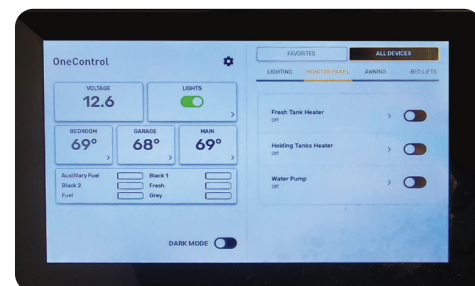 OneControl
VOLTAGE
12.6
LIGHTS
BEDROOM
69°
GARAGE
68°
MAIN
69°
Auxiliary Fuel
Black 1
Black 2
Fresh
Fuel
Grey
DARK MODE
FAVORITES
ALL DEVICES
LIGHTING MONITOR PANEL AWNING BED LIFTS
Fresh Tank Heater
Off
Holding Tanks Heater
Off
Water Pump
Off